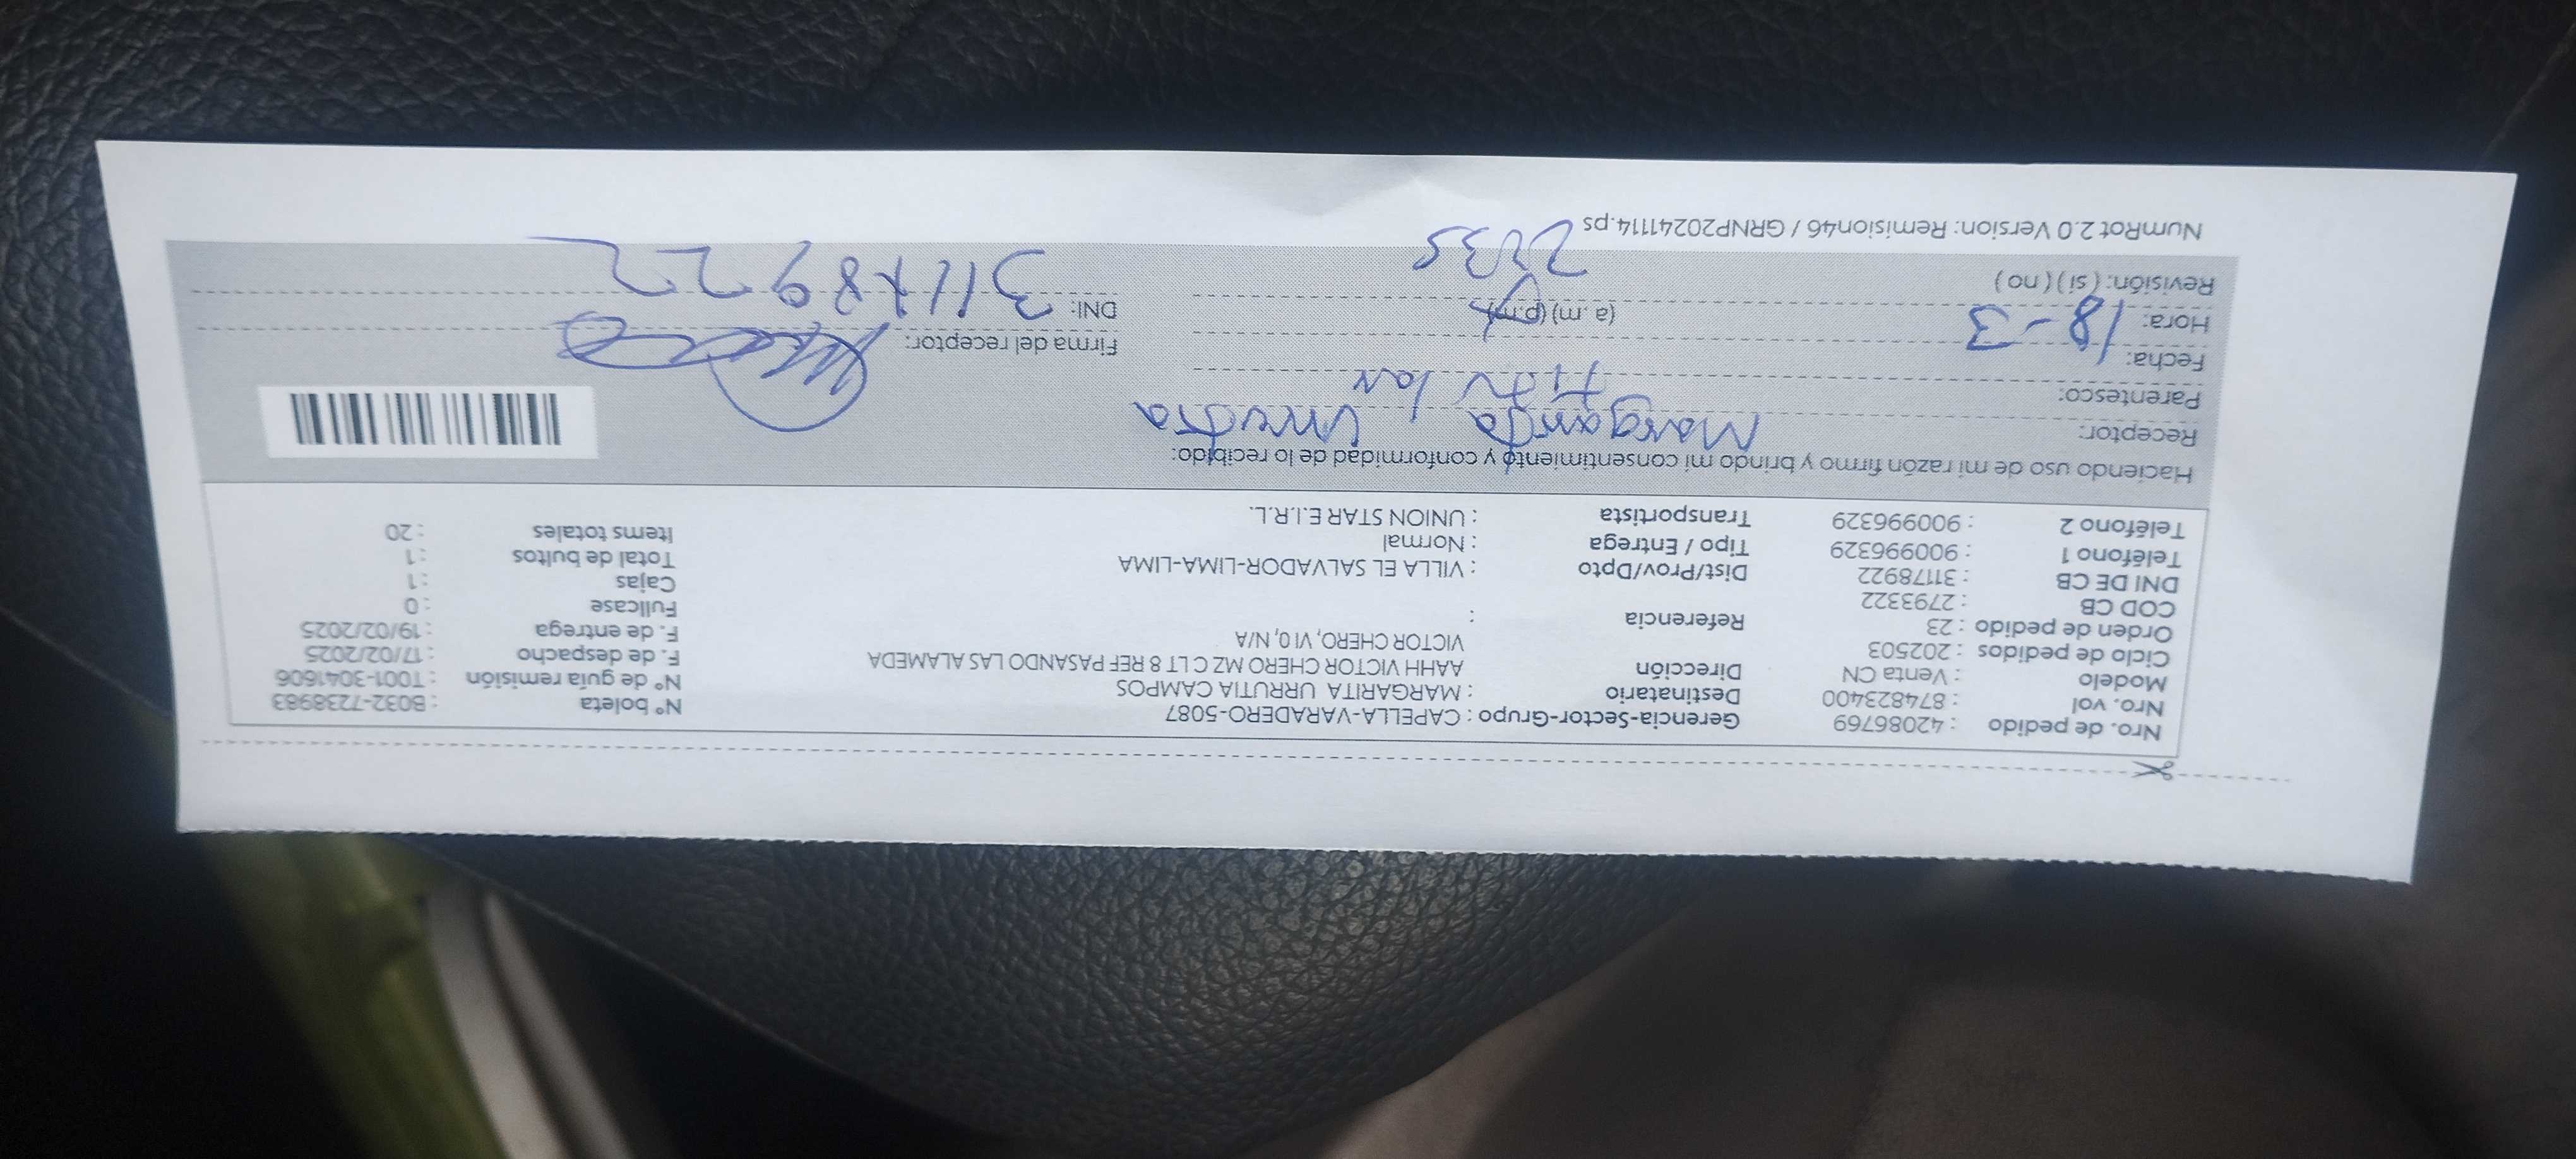 Nro. de pedido : 42086769 Gerencia-Sector-Grupo : CAPELLA-VARADERO-5087 N° boleta : B032-7238983
Nro. vol : 874823400 Destinatario : MARGARITA URRUTIA CAMPOS N° de guía remisión : T001-3041606
Modelo : Venta CN Dirección AAHH VICTOR CHERO MZ C LT 8 REF PASANDO LAS ALAMEDA F. de despacho : 17/02/2025
Ciclo de pedidos : 202503 VICTOR CHERO, V1 0, N/A F. de entrega : 19/02/2025
Orden de pedido : 23 Referencia : Fullcase : 0
COD CB : 2793322 Cajas : 1
DNI DE CB : 31178922 Dist/Prov/Dpto : VILLA EL SALVADOR-LIMA-LIMA Total de bultos : 1
Teléfono 1 : 900996329 Tipo / Entrega : Normal Items totales : 20
Teléfono 2 : 900996329 Transportista : UNION STAR E.I.R.L.
Haciendo uso de mi razón firmo y brindo mi consentimiento y conformidad de lo recibido:
Receptor: Margarita
Parentesco:
Fecha: 18-3 Firma del receptor:
Hora: (a.m) (p.m) DNI: 31178922
Revisión: (si) (no)
NumRot 2.0 Version: Remision46 / GRNP20241114.ps